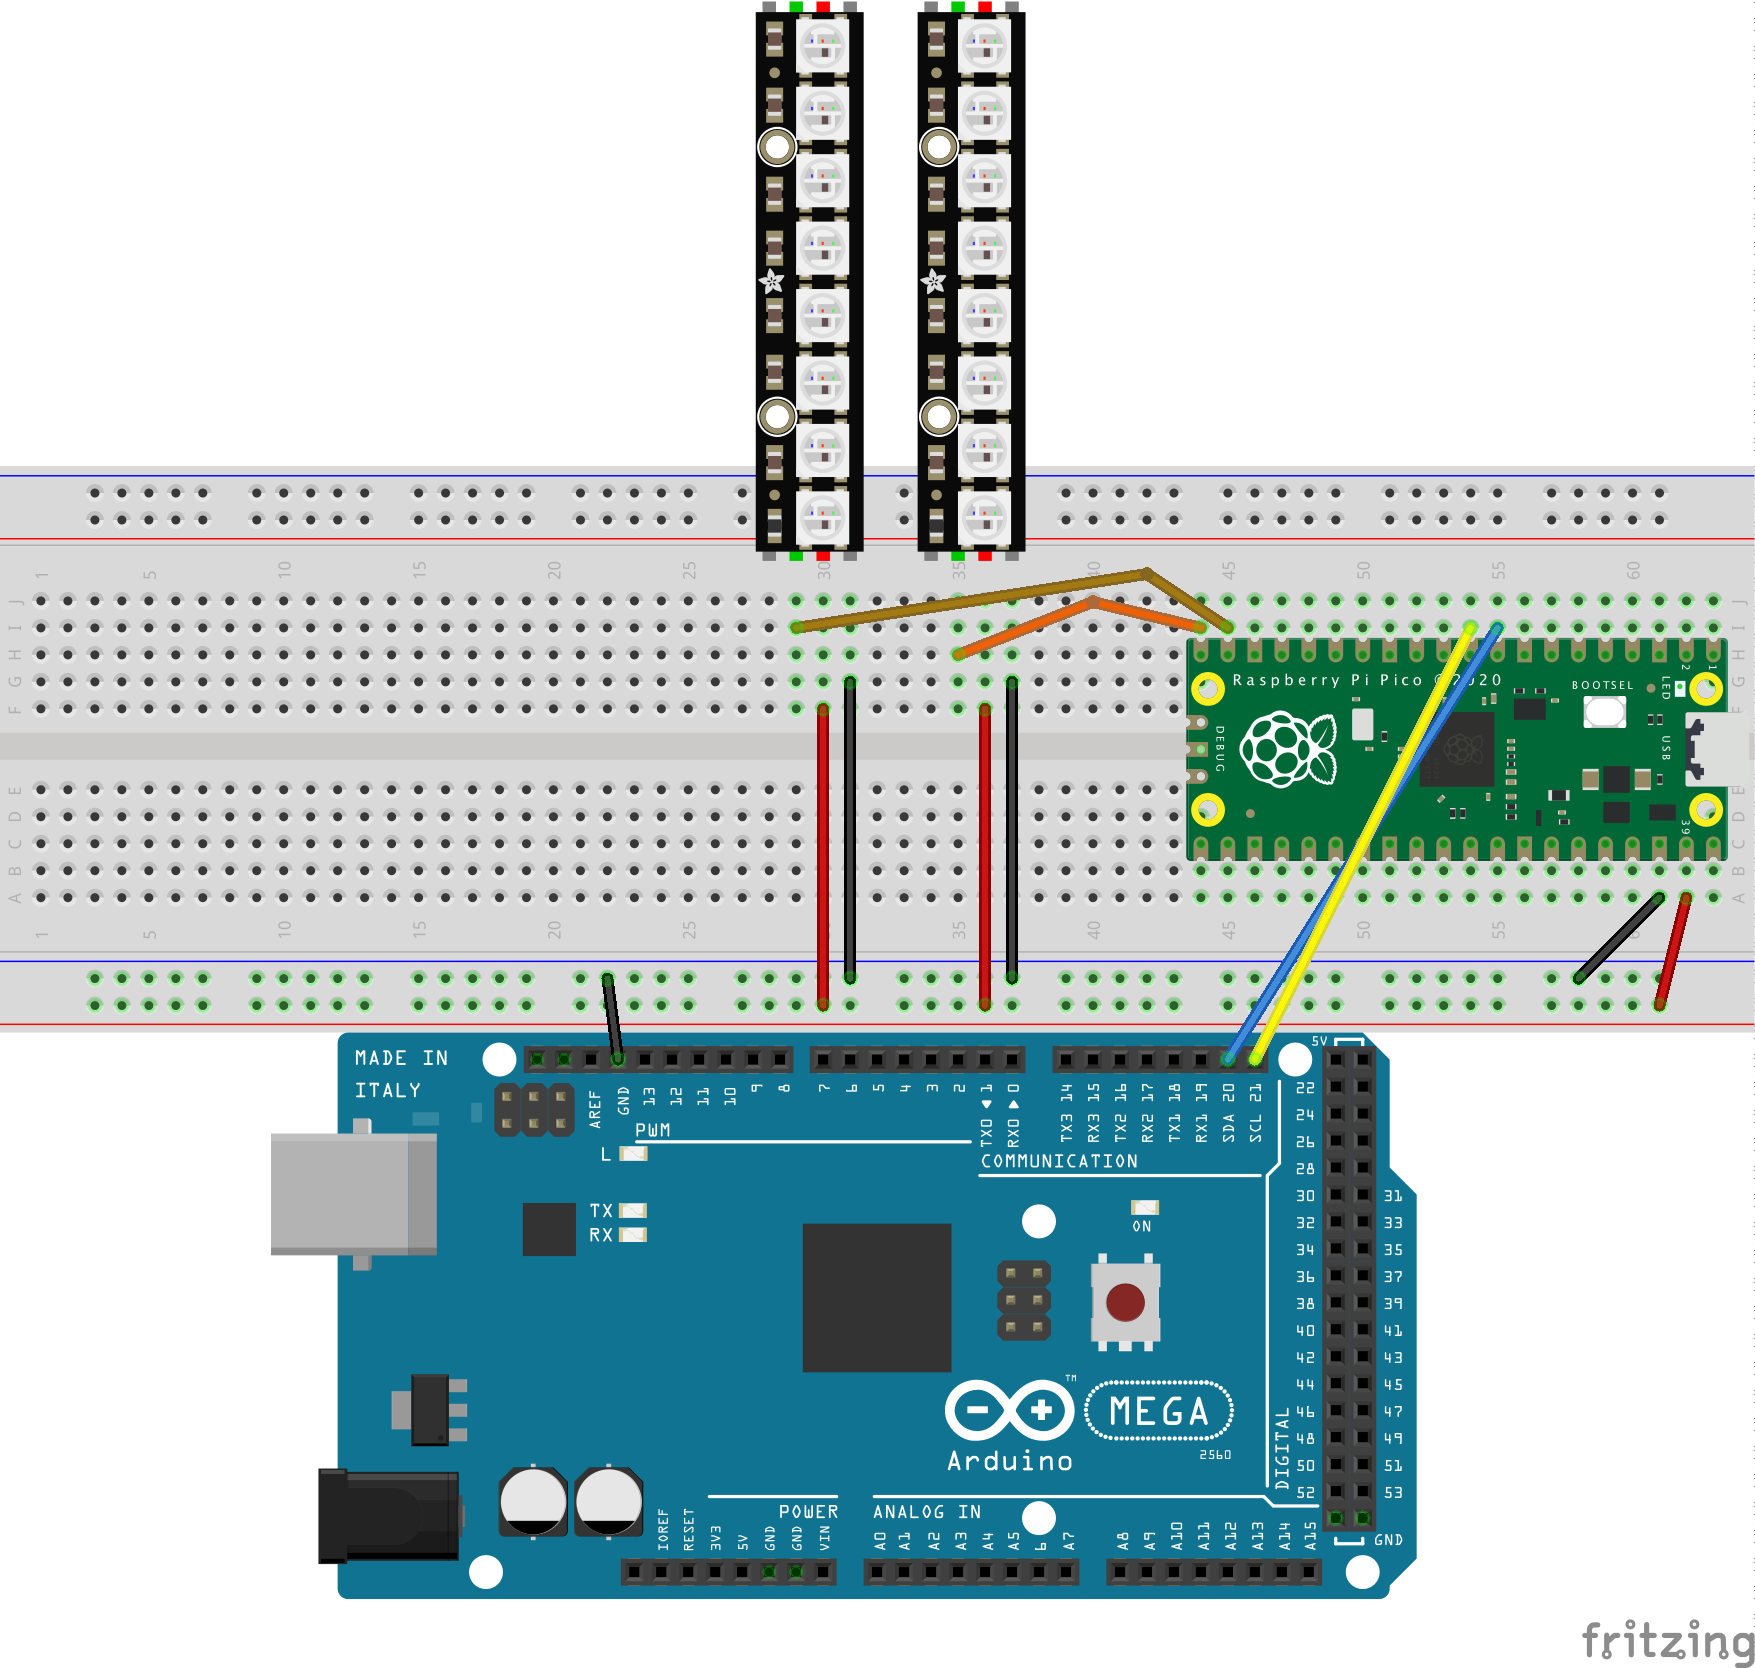 1 5 10 15 20 25 30 35 40 45 50 55 60
J J
I I
H H
G G
F F
E E
D D
C C
B B
A A
Raspberry Pi Pico © 2020
BOOTSEL
LED
2
1
DEBUG
USB
39
1 5 10 15 20 25 30 35 40 45 50 55
MADE IN
ITALY
AREF GND 13 12 11 10 9 8 7 6 5 4 3 2 TX0 1 RX0 0 TX3 14 RX3 15 TX2 16 RX2 17 TX1 18 RX1 19 SDA 20 SCL 21
5V
PWM
COMMUNICATION
L
TX
RX
ON
22
24
26
28
30 31
32 33
34 35
36 37
38 39
40 41
42 43
44 45
46 47
48 49
50 51
52 53
GND
DIGITAL
TM
MEGA
2560
Arduino
POWER
ANALOG IN
IOREF RESET 3V3 5V GND GND VIN A0 A1 A2 A3 A4 A5 6 A7 A8 A9 A10 A11 A12 A13 A14 A15
fritzing